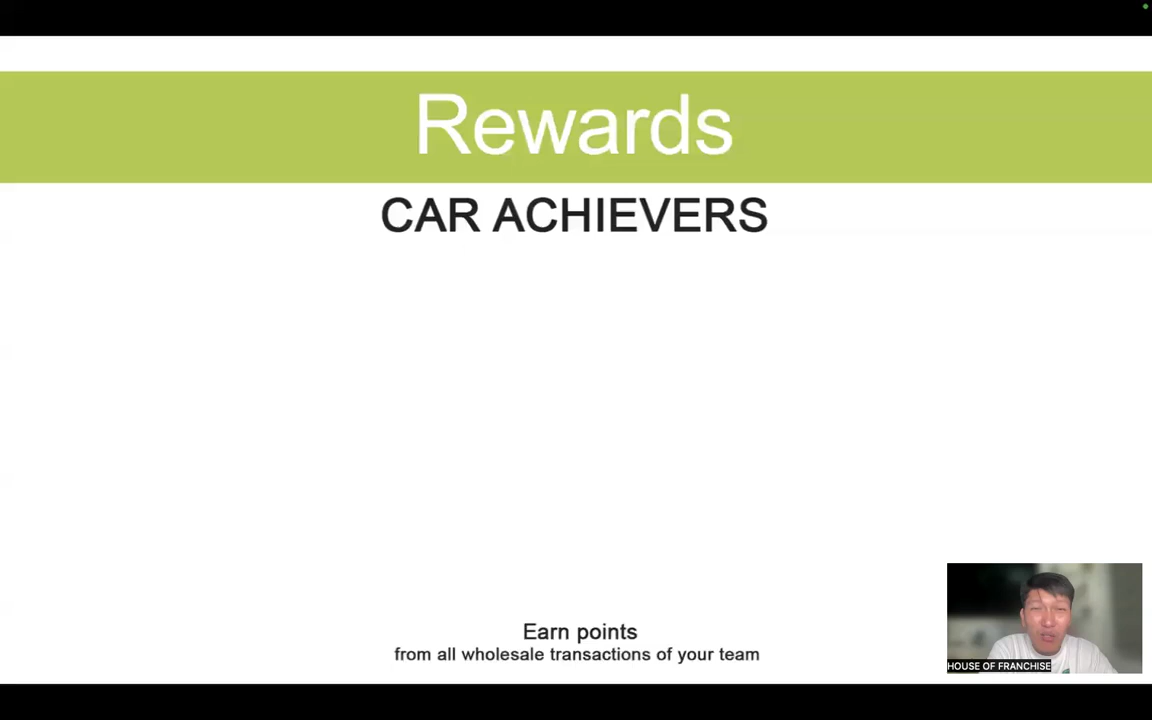 Rewards
CAR ACHIEVERS
Earn points
from all wholesale transactions of your team
HOUSE OF FRANCHISE